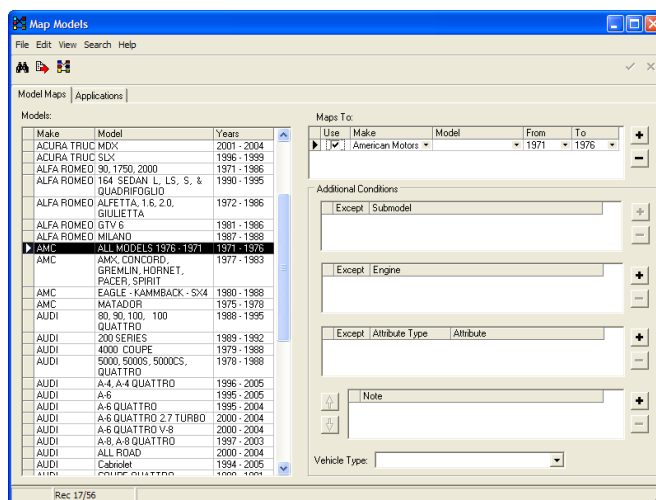 Map Models
File Edit View Search Help
Model Maps Applications
Models:
Make Model Years
ACURA TRUC MDX 2001 - 2004
ACURA TRUC SLX 1996 - 1999
ALFA ROMEO 90, 1750, 2000 1971 - 1986
ALFA ROMEO 164 SEDAN L, LS, S, & 1990 - 1995
QUADRIFOGLIO
ALFA ROMEO ALFETTA, 1.6, 2.0, 1972 - 1986
GIULIETTA
ALFA ROMEO GTV 6 1981 - 1986
ALFA ROMEO MILANO 1987 - 1988
AMC ALL MODELS 1976 - 1971 1971 - 1976
AMC AMX, CONCORD, 1977 - 1983
GREMLIN, HORNET,
PACER, SPIRIT
AMC EAGLE - KAMMBACK - SX4 1980 - 1988
AMC MATADOR 1975 - 1978
AUDI 80, 90, 100, 100 1988 - 1995
QUATTRO
AUDI 200 SERIES 1989 - 1992
AUDI 4000 COUPE 1979 - 1988
AUDI 5000, 5000S, 5000CS, 1978 - 1988
QUATTRO
AUDI A-4, A-4 QUATTRO 1996 - 2005
AUDI A-6 1995 - 2005
AUDI A-6 QUATTRO 1995 - 2004
AUDI A-6 QUATTRO 2.7 TURBO 2000 - 2004
AUDI A-6 QUATTRO V-8 2000 - 2004
AUDI A-8, A-8 QUATTRO 1997 - 2003
AUDI ALL ROAD 2000 - 2004
AUDI Cabriolet 1994 - 2005
Maps To:
Use Make Model From To
American Motors 1971 1976
Additional Conditions
Except Submodel
Except Engine
Except Attribute Type Attribute
Note
Vehicle Type:
Rec 17/56